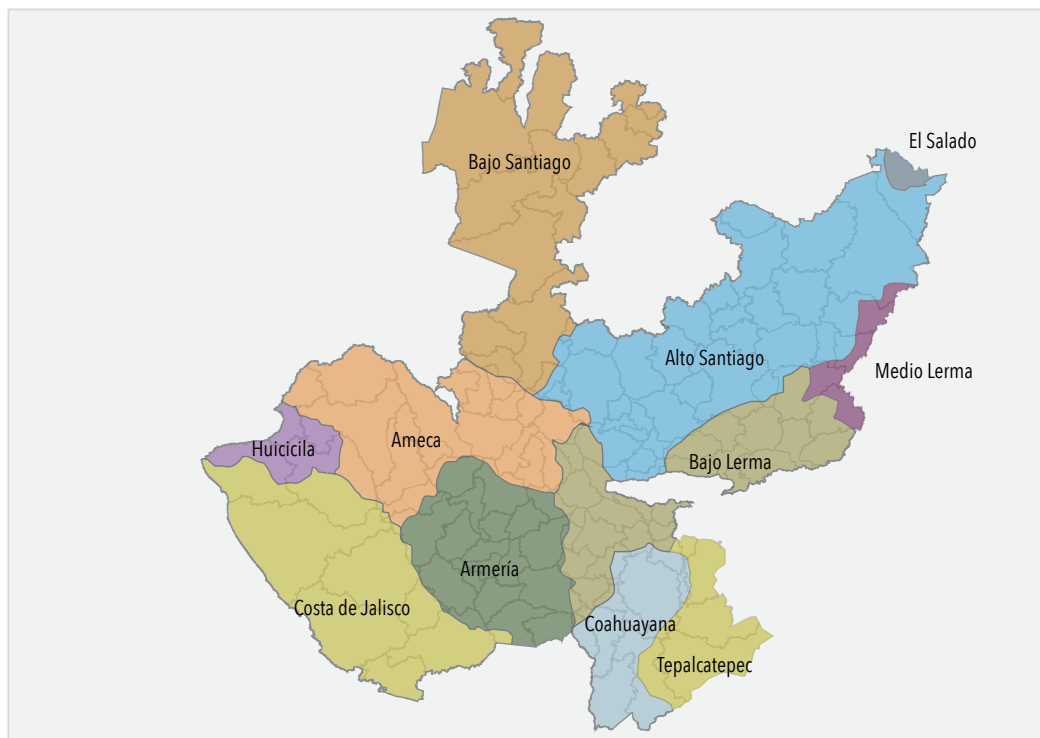 El Salado
Bajo Santiago
Alto Santiago
Medio Lerma
Ameca
Huicicila
Bajo Lerma
Armería
Costa de Jalisco
Coahuayana
Tepalcatepec